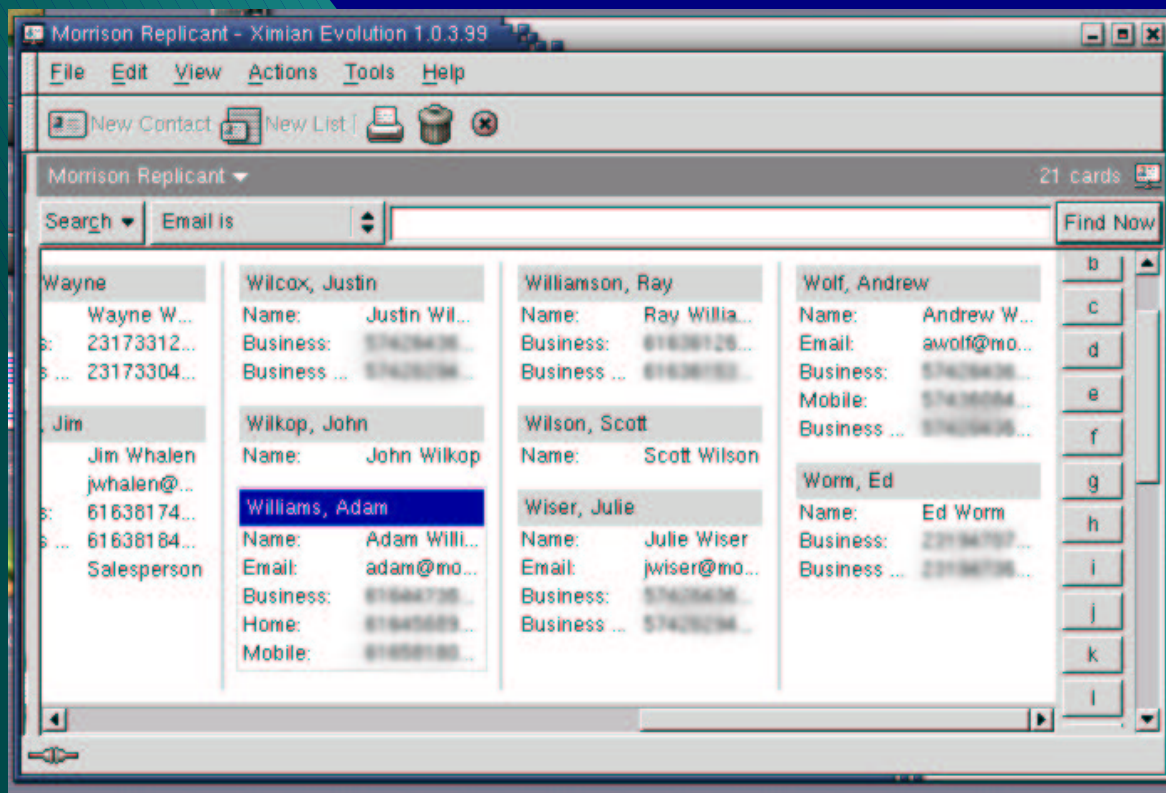 Morrison Replicant - Ximian Evolution 1.0.3.99
File Edit View Actions Tools Help
New Contact New List
Morrison Replicant 21 cards
Search Email is Find Now
Wayne
Wayne W...
s: 23173312...
s ... 23173304...
, Jim
Jim Whalen
jwhalen@...
s: 61638174...
s ... 61638184...
Salesperson
Wilcox, Justin
Name: Justin Wil...
Business:
Business ...
Wilkop, John
Name: John Wilkop
Williams, Adam
Name: Adam Willi...
Email: adam@mo...
Business:
Home:
Mobile:
Williamson, Ray
Name: Ray Willia...
Business:
Business ...
Wilson, Scott
Name: Scott Wilson
Wiser, Julie
Name: Julie Wiser
Email: jwiser@mo...
Business:
Business ...
Wolf, Andrew
Name: Andrew W...
Email: awolf@mo...
Business:
Mobile:
Business ...
Worm, Ed
Name: Ed Worm
Business:
Business ...
b
c
d
e
f
g
h
i
j
k
l